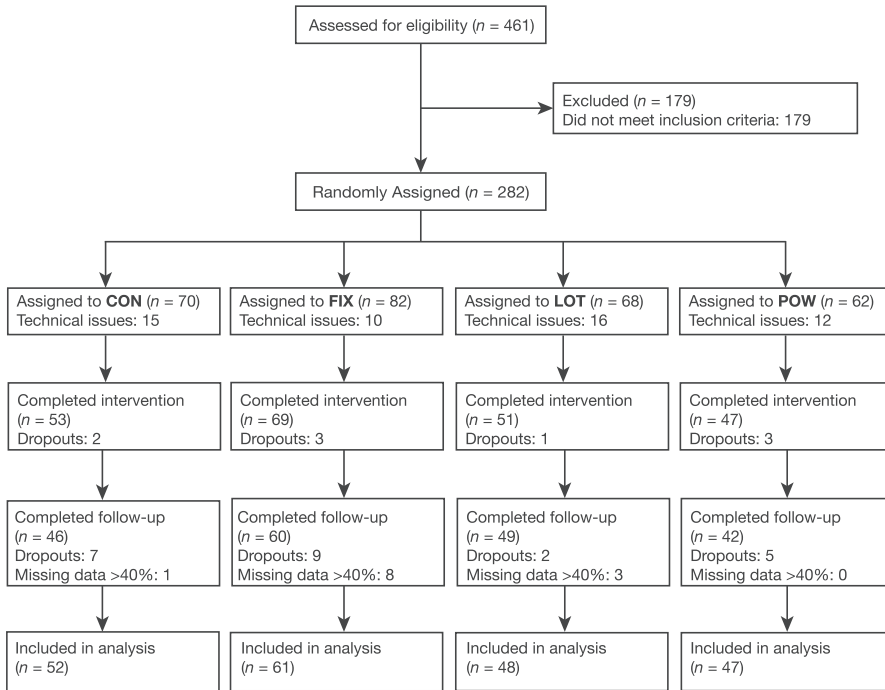 Assessed for eligibility (n = 461)
Excluded (n = 179)
Did not meet inclusion criteria: 179
Randomly Assigned (n = 282)
Assigned to CON (n = 70)
Technical issues: 15
Assigned to FIX (n = 82)
Technical issues: 10
Assigned to LOT (n = 68)
Technical issues: 16
Assigned to POW (n = 62)
Technical issues: 12
Completed intervention
(n = 53)
Dropouts: 2
Completed intervention
(n = 69)
Dropouts: 3
Completed intervention
(n = 51)
Dropouts: 1
Completed intervention
(n = 47)
Dropouts: 3
Completed follow-up
(n = 46)
Dropouts: 7
Missing data >40%: 1
Completed follow-up
(n = 60)
Dropouts: 9
Missing data >40%: 8
Completed follow-up
(n = 49)
Dropouts: 2
Missing data >40%: 3
Completed follow-up
(n = 42)
Dropouts: 5
Missing data >40%: 0
Included in analysis
(n = 52)
Included in analysis
(n = 61)
Included in analysis
(n = 48)
Included in analysis
(n = 47)